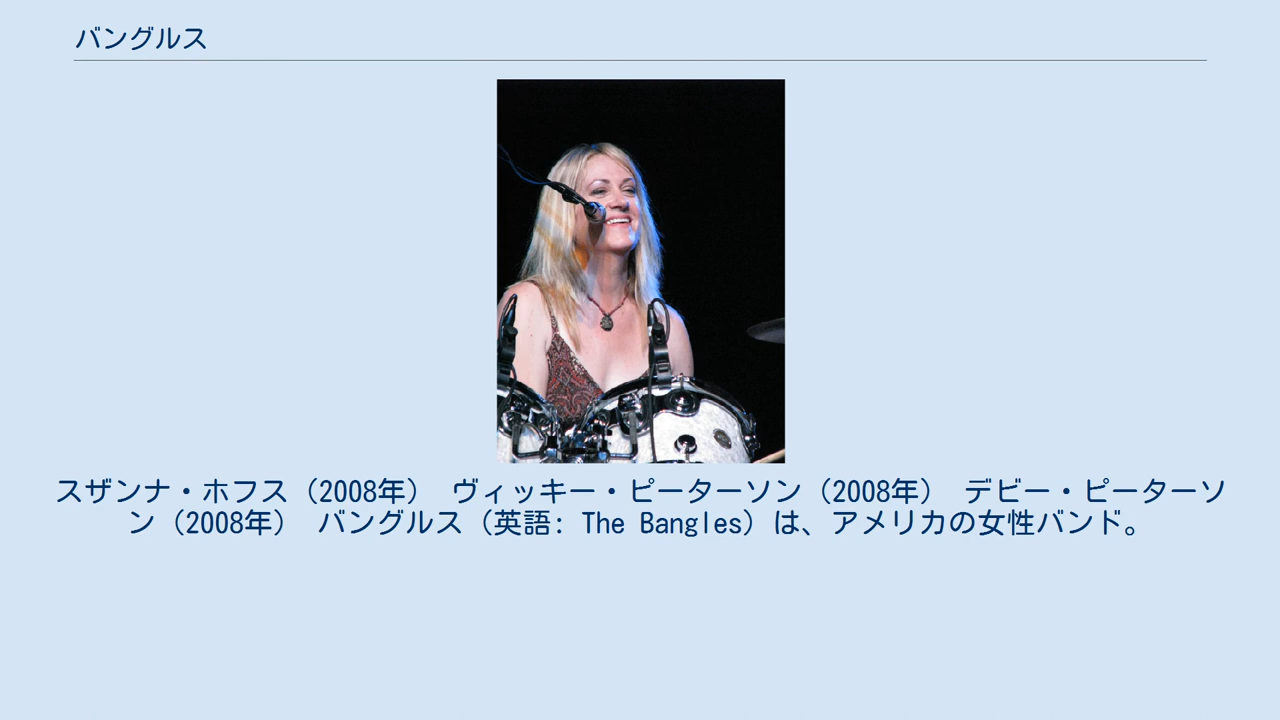 バングルス
スザンナ・ホフス（2008年） ヴィッキー・ピーターソン（2008年） デビー・ピーターソ
ン（2008年） バングルス（英語: The Bangles）は、アメリカの女性バンド。